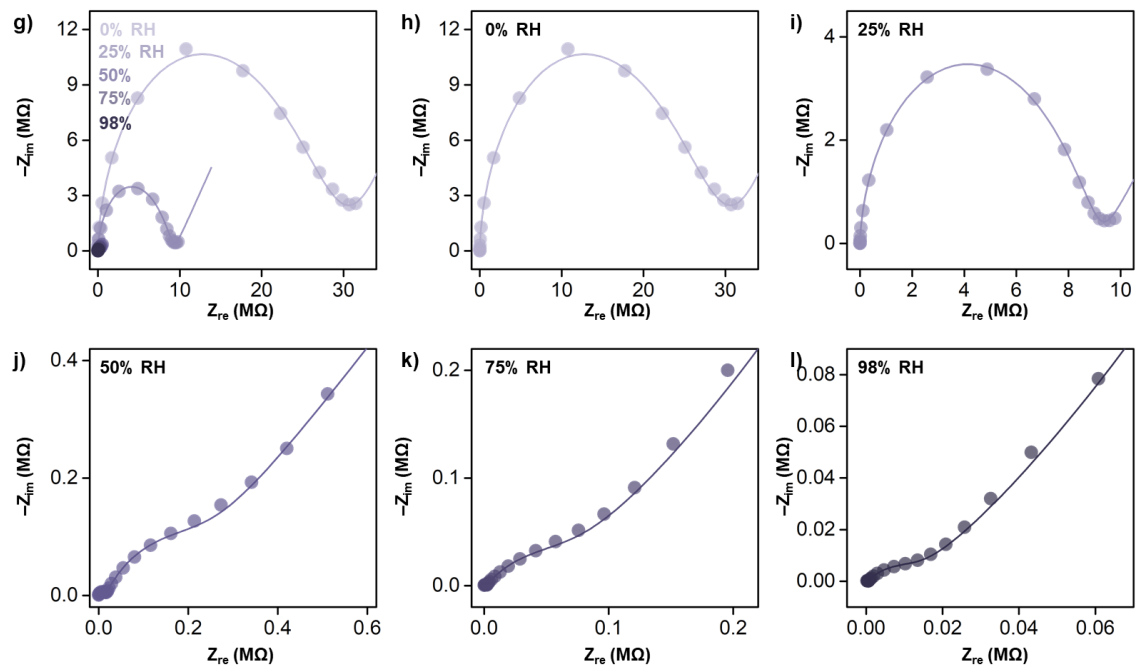 g)
0% RH
25% RH
50%
75%
98%
12
9
6
3
0
−Zim (MΩ)
0
10
20
30
Zre (MΩ)
h)
0% RH
12
9
6
3
0
−Zim (MΩ)
0
10
20
30
Zre (MΩ)
i)
25% RH
4
2
0
−Zim (MΩ)
0
2
4
6
8
10
Zre (MΩ)
j)
50% RH
0.4
0.2
0.0
−Zim (MΩ)
0.0
0.2
0.4
0.6
Zre (MΩ)
k)
75% RH
0.2
0.1
0.0
−Zim (MΩ)
0.0
0.1
0.2
Zre (MΩ)
l)
98% RH
0.08
0.06
0.04
0.02
0.00
−Zim (MΩ)
0.00
0.02
0.04
0.06
Zre (MΩ)